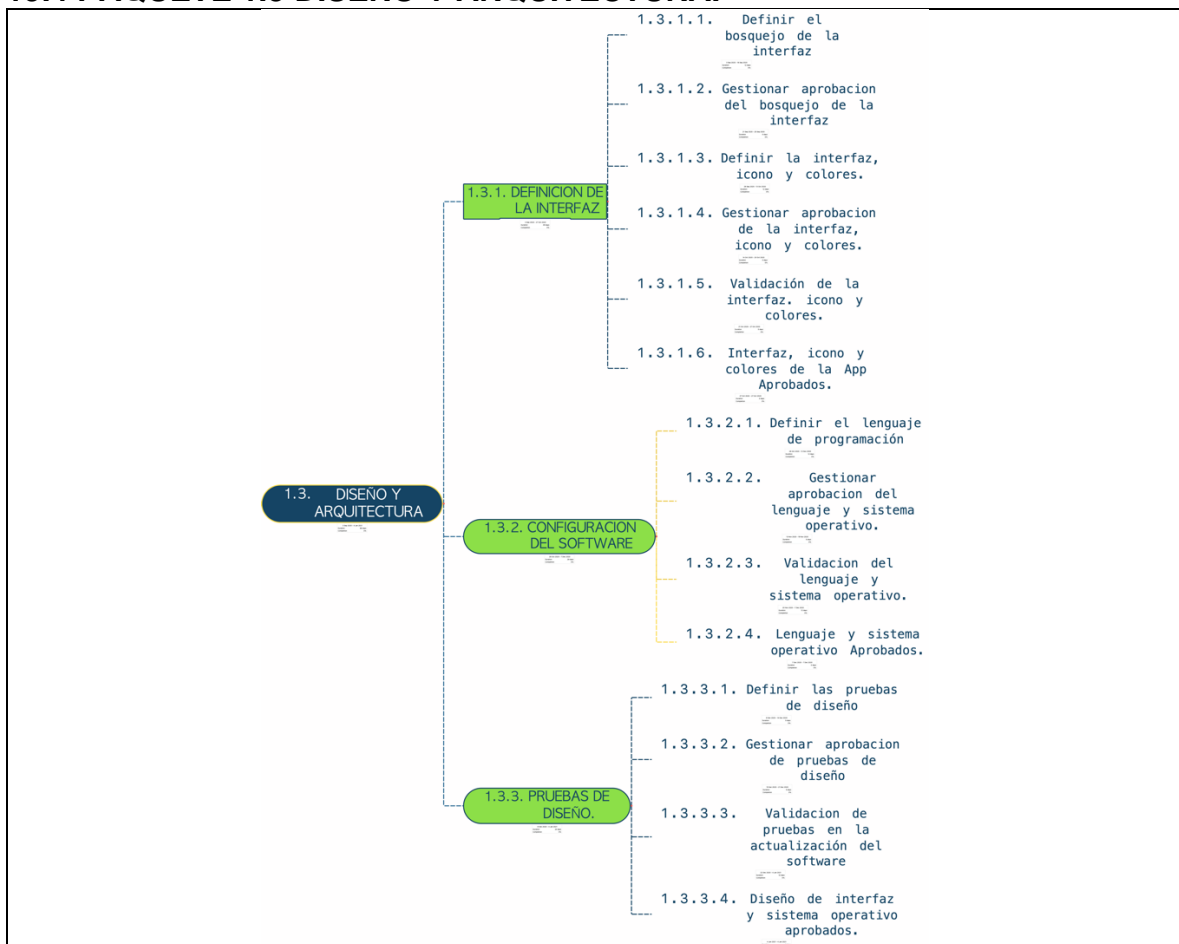 1.3. DISEÑO Y
ARQUITECTURA
1.3.1. DEFINICION DE
LA INTERFAZ
1.3.1.1. Definir el
bosquejo de la
interfaz
1.3.1.2. Gestionar aprobacion
del bosquejo de la
interfaz
1.3.1.3. Definir la interfaz,
icono y colores.
1.3.1.4. Gestionar aprobacion
de la interfaz,
icono y colores.
1.3.1.5. Validación de la
interfaz. icono y
colores.
1.3.1.6. Interfaz, icono y
colores de la App
Aprobados.
1.3.2. CONFIGURACION
DEL SOFTWARE
1.3.2.1. Definir el lenguaje
de programación
1.3.2.2. Gestionar
aprobacion del
lenguaje y sistema
operativo.
1.3.2.3. Validacion del
lenguaje y
sistema operativo.
1.3.2.4. Lenguaje y sistema
operativo Aprobados.
1.3.3. PRUEBAS DE
DISEÑO.
1.3.3.1. Definir las pruebas
de diseño
1.3.3.2. Gestionar aprobacion
de pruebas de
diseño
1.3.3.3. Validacion de
pruebas en la
actualización del
software
1.3.3.4. Diseño de interfaz
y sistema operativo
aprobados.